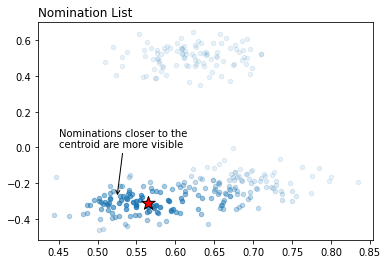 Nomination List
0.6
0.4
0.2
0.0
−0.2
−0.4
Nominations closer to the
centroid are more visible
0.45 0.50 0.55 0.60 0.65 0.70 0.75 0.80 0.85